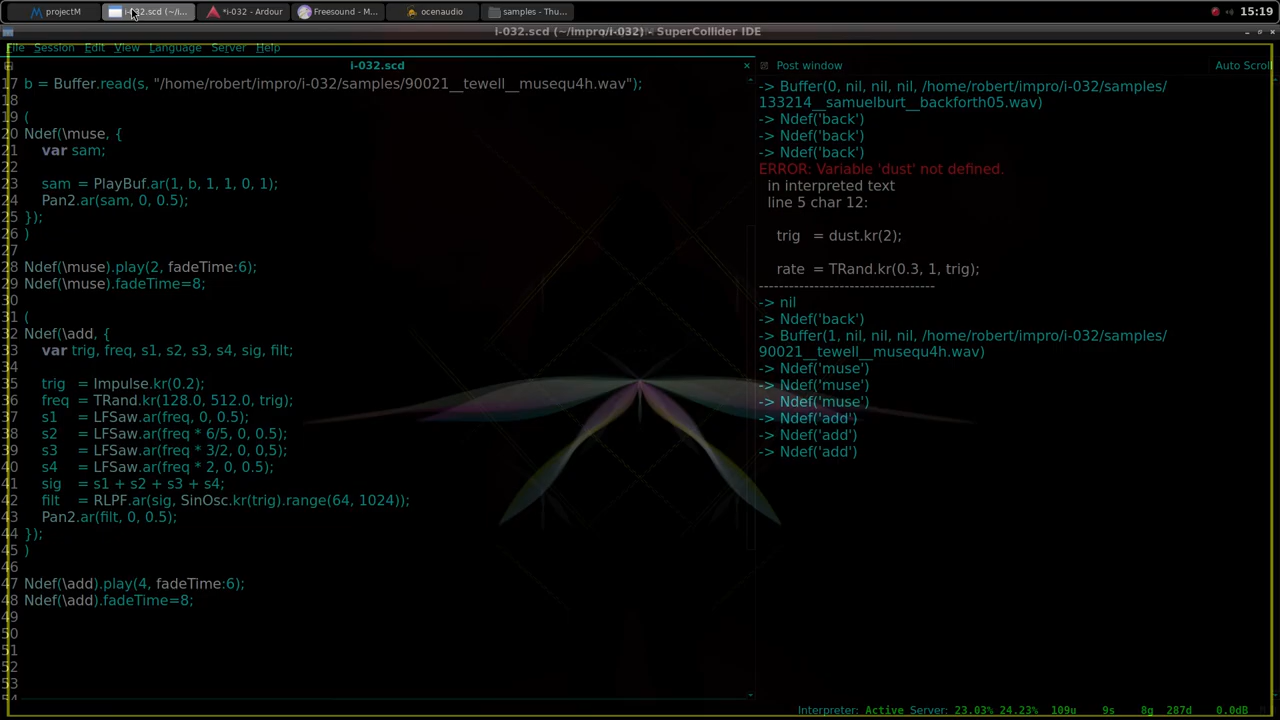 projectM
i-032.scd (~/i...
*i-032 - Ardour
Freesound - M...
ocenaudio
samples - Thu...
15:19
i-032.scd (~/impro/i-032) - SuperCollider IDE
File Session Edit View Language Server Help
i-032.scd
17 b = Buffer.read(s, "/home/robert/impro/i-032/samples/90021__tewell__musequ4h.wav");
18
19 (
20 Ndef(\muse, {
21 var sam;
22
23 sam = PlayBuf.ar(1, b, 1, 1, 0, 1);
24 Pan2.ar(sam, 0, 0.5);
25 });
26 )
27
28 Ndef(\muse).play(2, fadeTime:6);
29 Ndef(\muse).fadeTime=8;
30
31 (
32 Ndef(\add, {
33 var trig, freq, s1, s2, s3, s4, sig, filt;
34
35 trig = Impulse.kr(0.2);
36 freq = TRand.kr(128.0, 512.0, trig);
37 s1 = LFSaw.ar(freq, 0, 0.5);
38 s2 = LFSaw.ar(freq * 6/5, 0, 0.5);
39 s3 = LFSaw.ar(freq * 3/2, 0, 0.5);
40 s4 = LFSaw.ar(freq * 2, 0, 0.5);
41 sig = s1 + s2 + s3 + s4;
42 filt = RLPF.ar(sig, SinOsc.kr(trig).range(64, 1024));
43 Pan2.ar(filt, 0, 0.5);
44 });
45 )
46
47 Ndef(\add).play(4, fadeTime:6);
48 Ndef(\add).fadeTime=8;
49
50
51
52
53
54
Post window
Auto Scroll
-> Buffer(0, nil, nil, nil, /home/robert/impro/i-032/samples/
133214__samuelburt__backforth05.wav)
-> Ndef('back')
-> Ndef('back')
-> Ndef('back')
ERROR: Variable 'dust' not defined.
in interpreted text
line 5 char 12:
trig = dust.kr(2);
rate = TRand.kr(0.3, 1, trig);
-----------------------------------
-> nil
-> Ndef('back')
-> Buffer(1, nil, nil, nil, /home/robert/impro/i-032/samples/
90021__tewell__musequ4h.wav)
-> Ndef('muse')
-> Ndef('muse')
-> Ndef('muse')
-> Ndef('add')
-> Ndef('add')
-> Ndef('add')
Interpreter: Active Server: 23.03% 24.23% 109u 9s 8g 287d 0.0dB